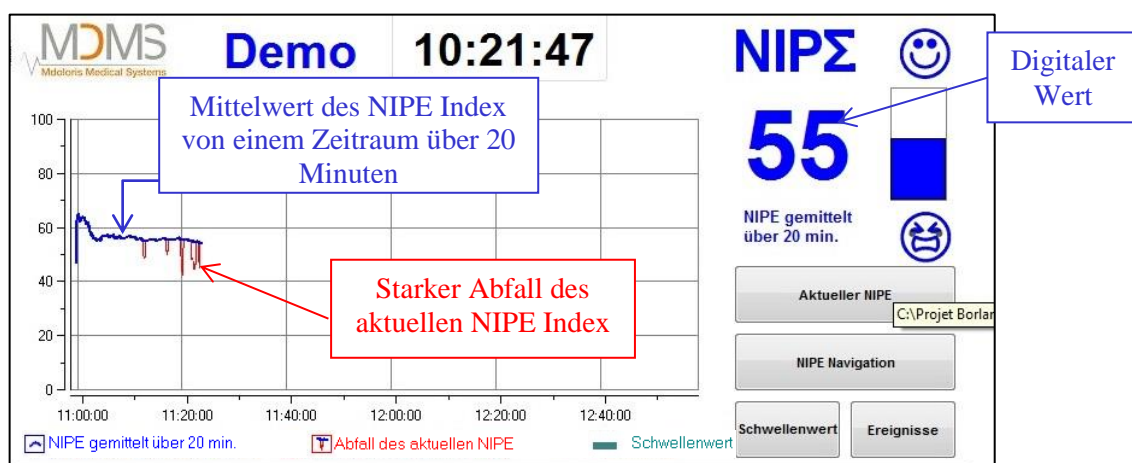 MDMS
Mdoloris Medical Systems
Demo
10:21:47
NIPΣ
Digitaler
Wert
Mittelwert des NIPE Index
von einem Zeitraum über 20
Minuten
55
NIPE gemittelt
über 20 min.
100
80
60
40
20
0
Starker Abfall des
aktuellen NIPE Index
Aktueller NIPE
C:\Projet Borlan
NIPE Navigation
Schwellenwert
Ereignisse
11:00:00 11:20:00 11:40:00 12:00:00 12:20:00 12:40:00
NIPE gemittelt über 20 min. Abfall des aktuellen NIPE Schwellenwert